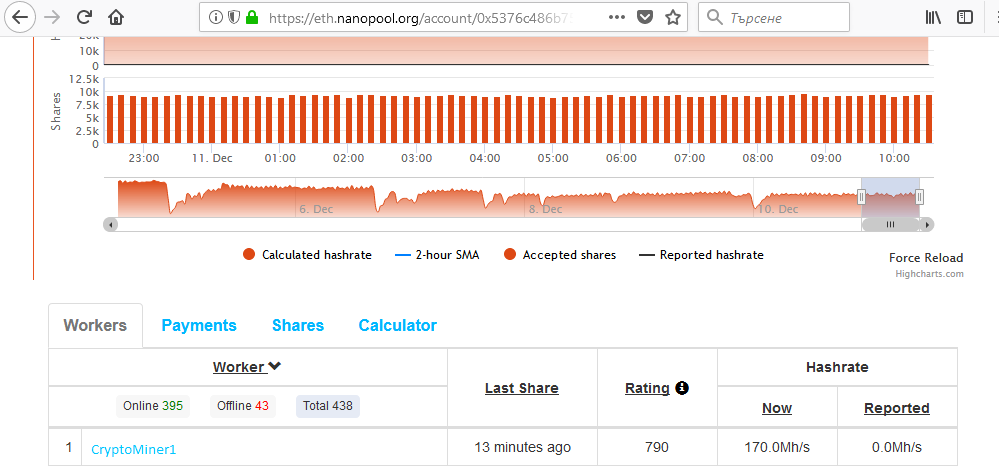 https://eth.nanopool.org/account/0x5376c486b7
Търсене
10k
0
Shares
12.5k
10k
7.5k
5k
2.5k
0
23:00 11. Dec 01:00 02:00 03:00 04:00 05:00 06:00 07:00 08:00 09:00 10:00
6. Dec 8. Dec 10. Dec
Calculated hashrate 2-hour SMA Accepted shares Reported hashrate
Force Reload
Highcharts.com
Workers Payments Shares Calculator
Worker Last Share Rating Hashrate
Online 395 Offline 43 Total 438 Now Reported
1 CryptoMiner1 13 minutes ago 790 170.0Mh/s 0.0Mh/s